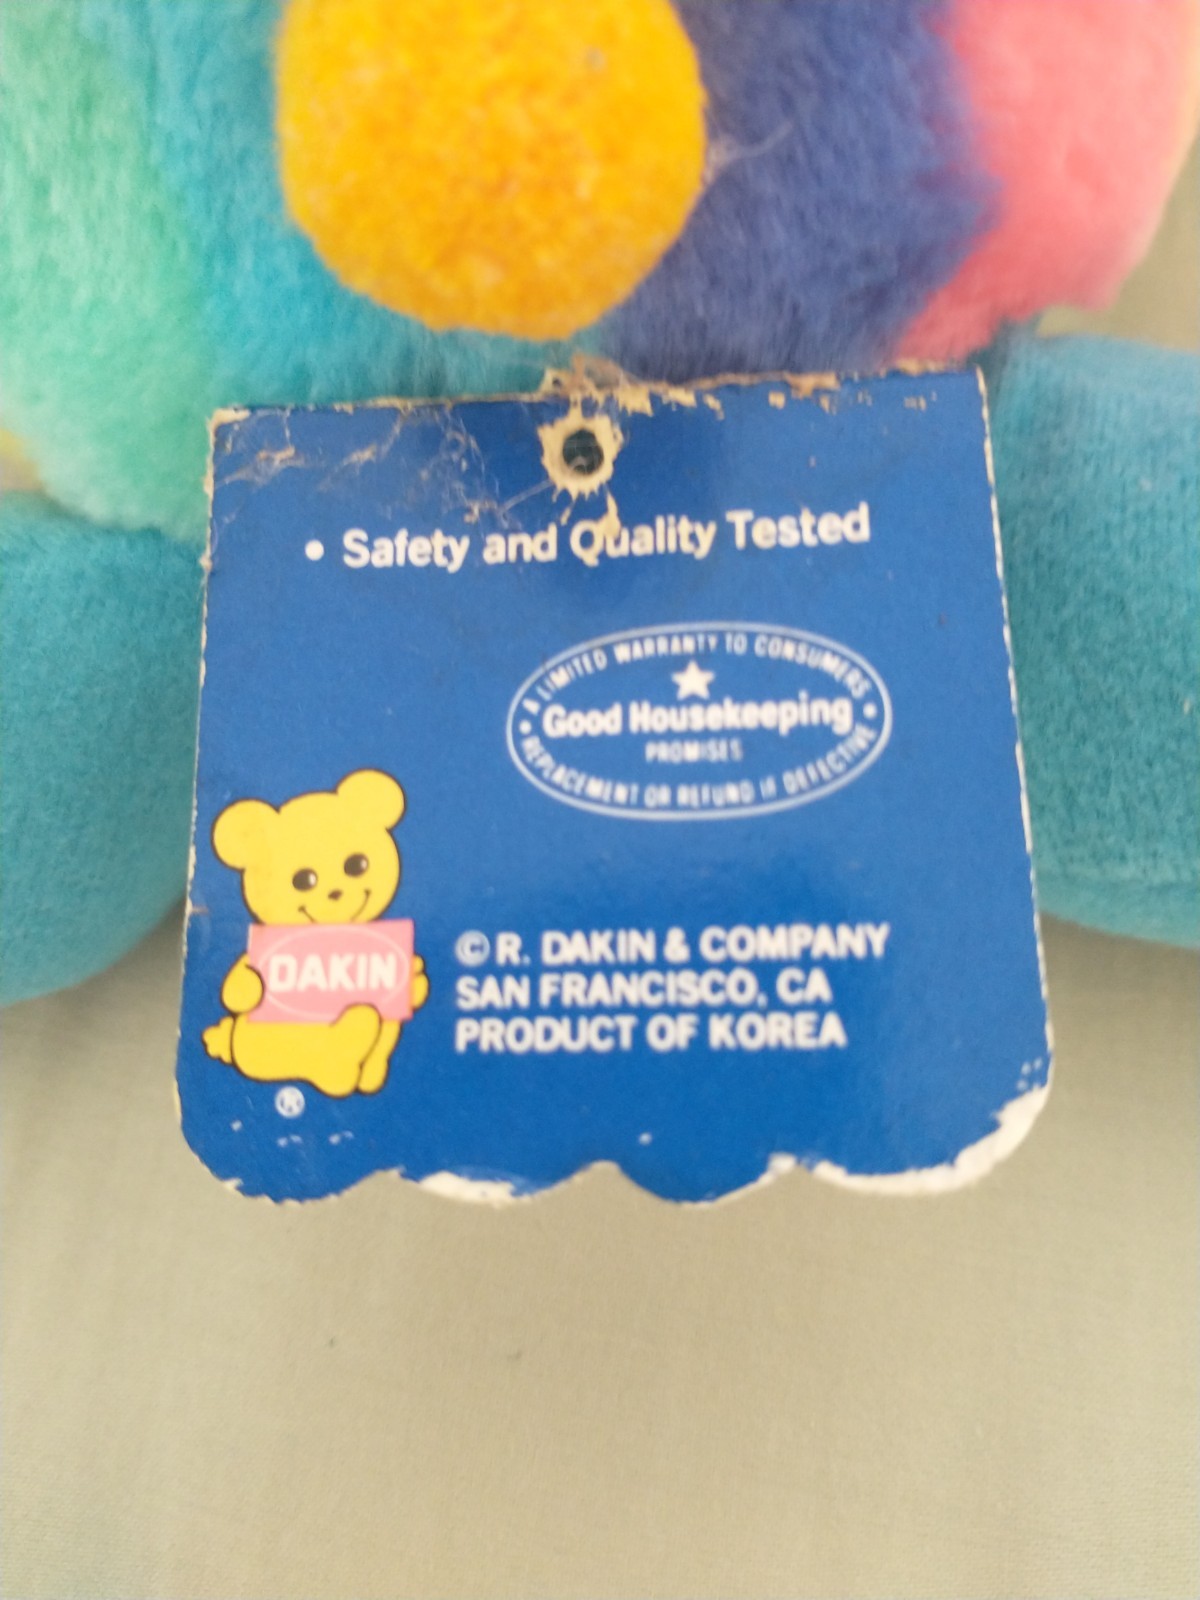 • Safety and Quality Tested
• A LIMITED WARRANTY TO CONSUMERS •
Good Housekeeping
PROMISES
REPLACEMENT OR REFUND IF DEFECTIVE
DAKIN
®
© R. DAKIN & COMPANY
SAN FRANCISCO, CA
PRODUCT OF KOREA